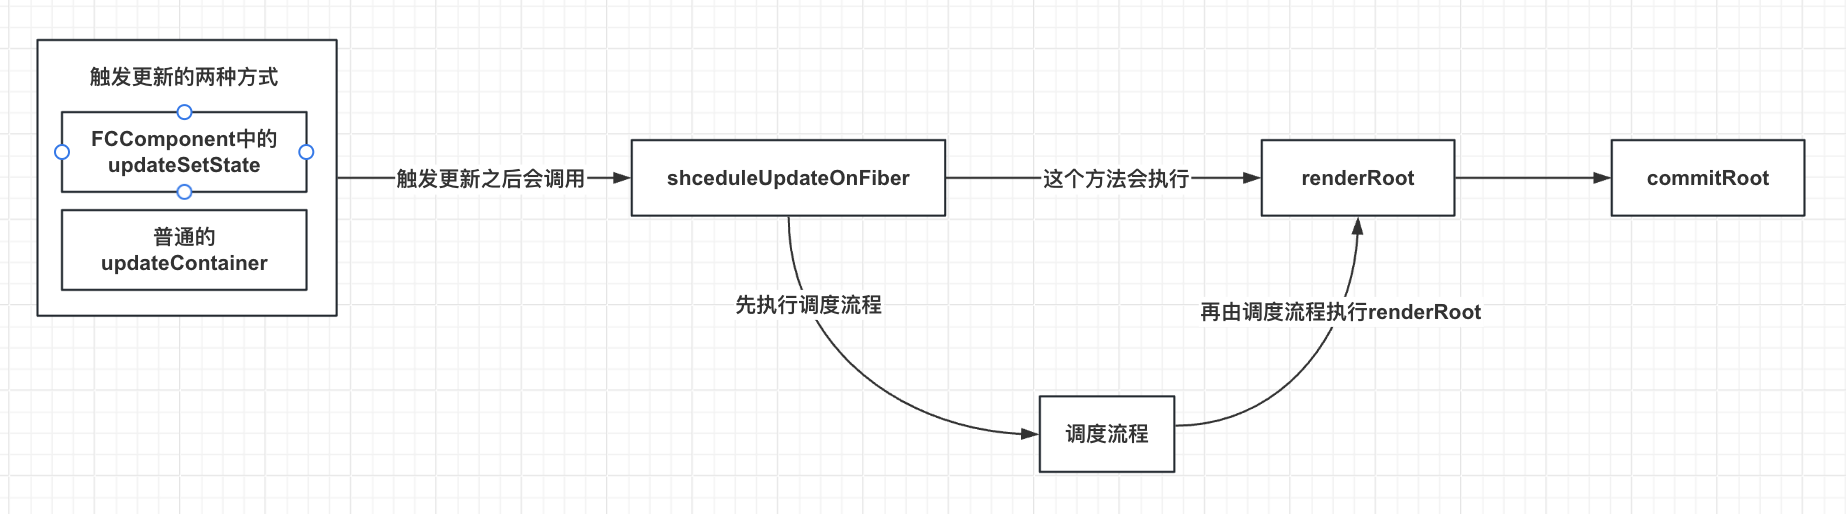 触发更新的两种方式
FCComponent中的
updateSetState
普通的
updateContainer
触发更新之后会调用
shceduleUpdateOnFiber
这个方法会执行
renderRoot
commitRoot
先执行调度流程
再由调度流程执行renderRoot
调度流程